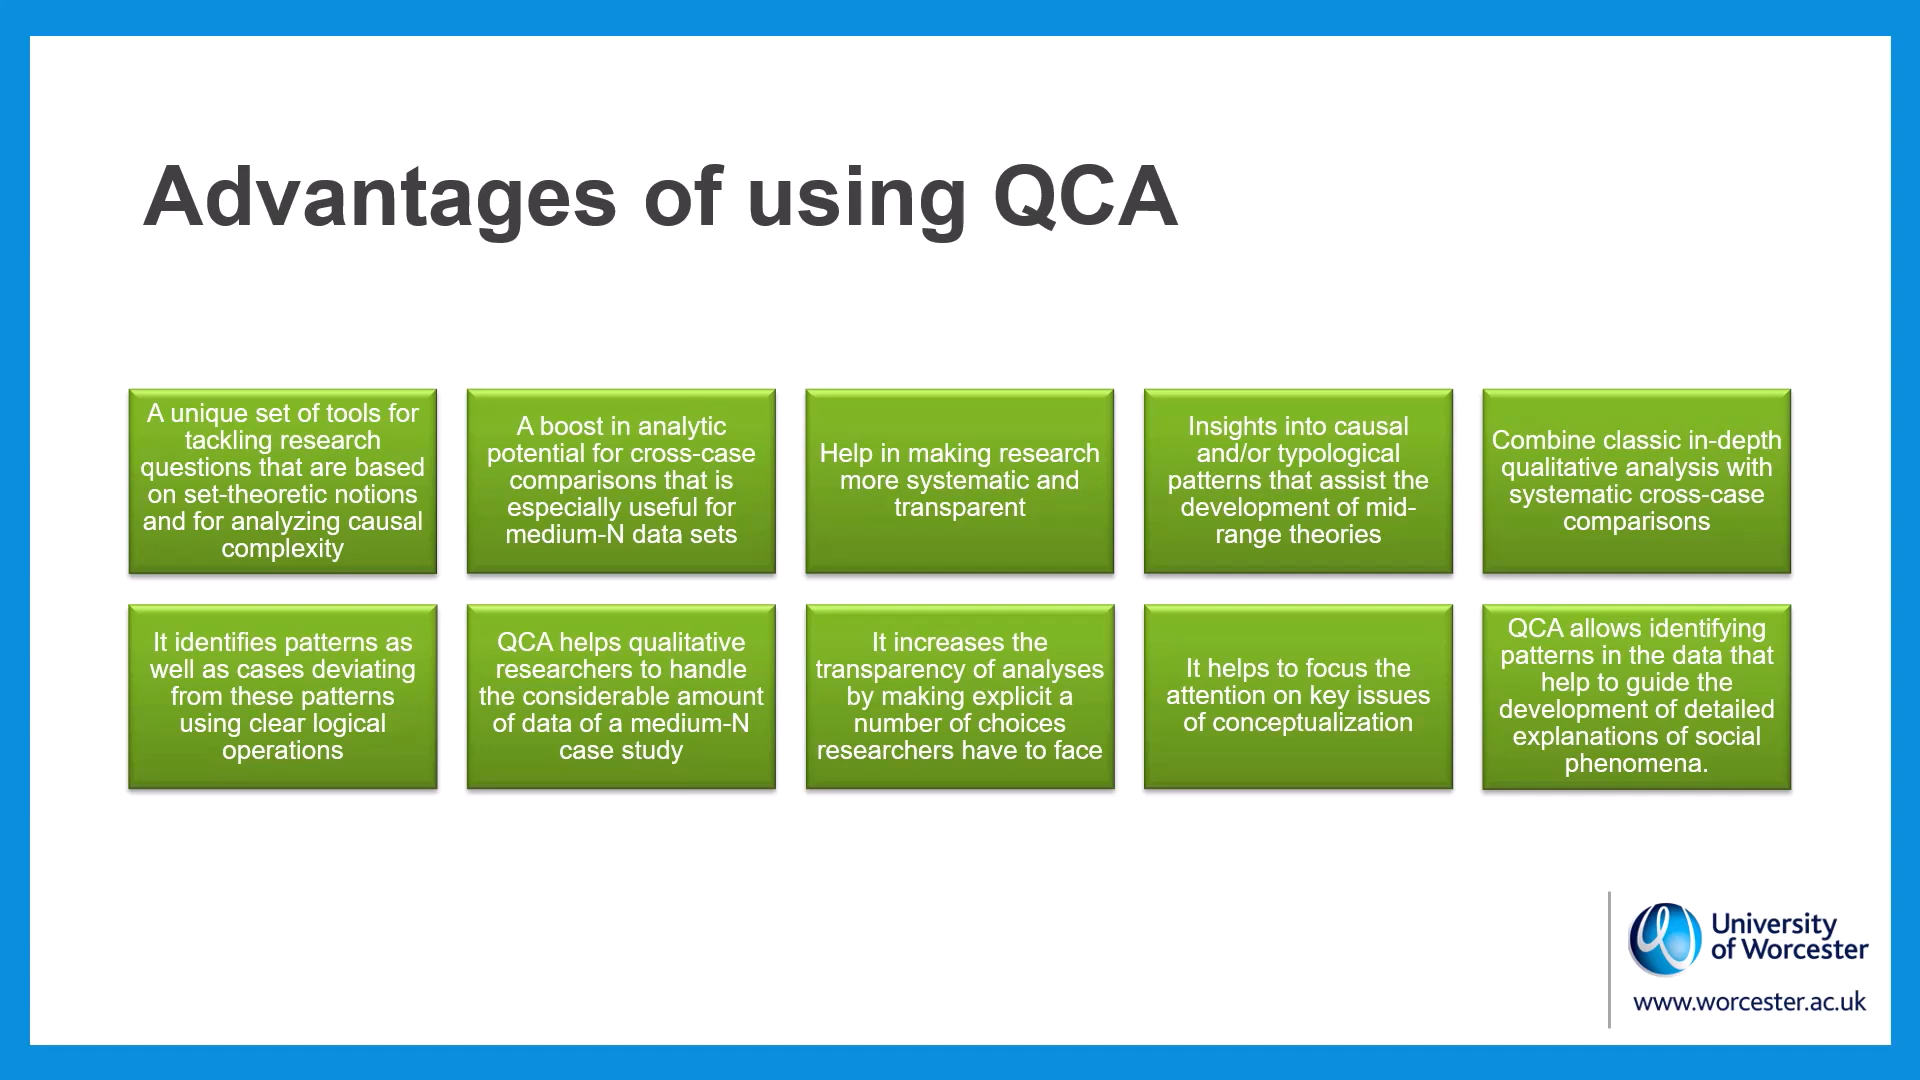 Advantages of using QCA
A unique set of tools for
tackling research
questions that are based
on set-theoretic notions
and for analyzing causal
complexity
A boost in analytic
potential for cross-case
comparisons that is
especially useful for
medium-N data sets
Help in making research
more systematic and
transparent
Insights into causal
and/or typological
patterns that assist the
development of mid-
range theories
Combine classic in-depth
qualitative analysis with
systematic cross-case
comparisons
It identifies patterns as
well as cases deviating
from these patterns
using clear logical
operations
QCA helps qualitative
researchers to handle
the considerable amount
of data of a medium-N
case study
It increases the
transparency of analyses
by making explicit a
number of choices
researchers have to face
It helps to focus the
attention on key issues
of conceptualization
QCA allows identifying
patterns in the data that
help to guide the
development of detailed
explanations of social
phenomena.
University
of Worcester
www.worcester.ac.uk